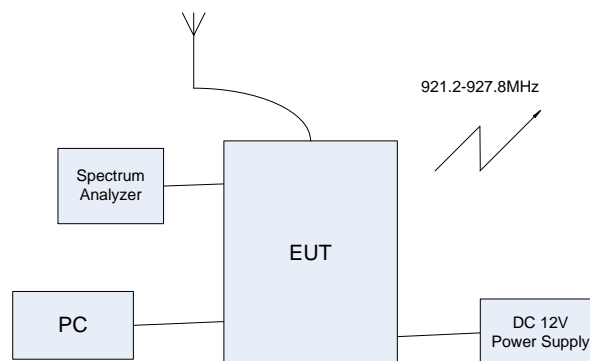 921.2-927.8MHz
Spectrum
Analyzer
EUT
PC
DC 12V
Power Supply